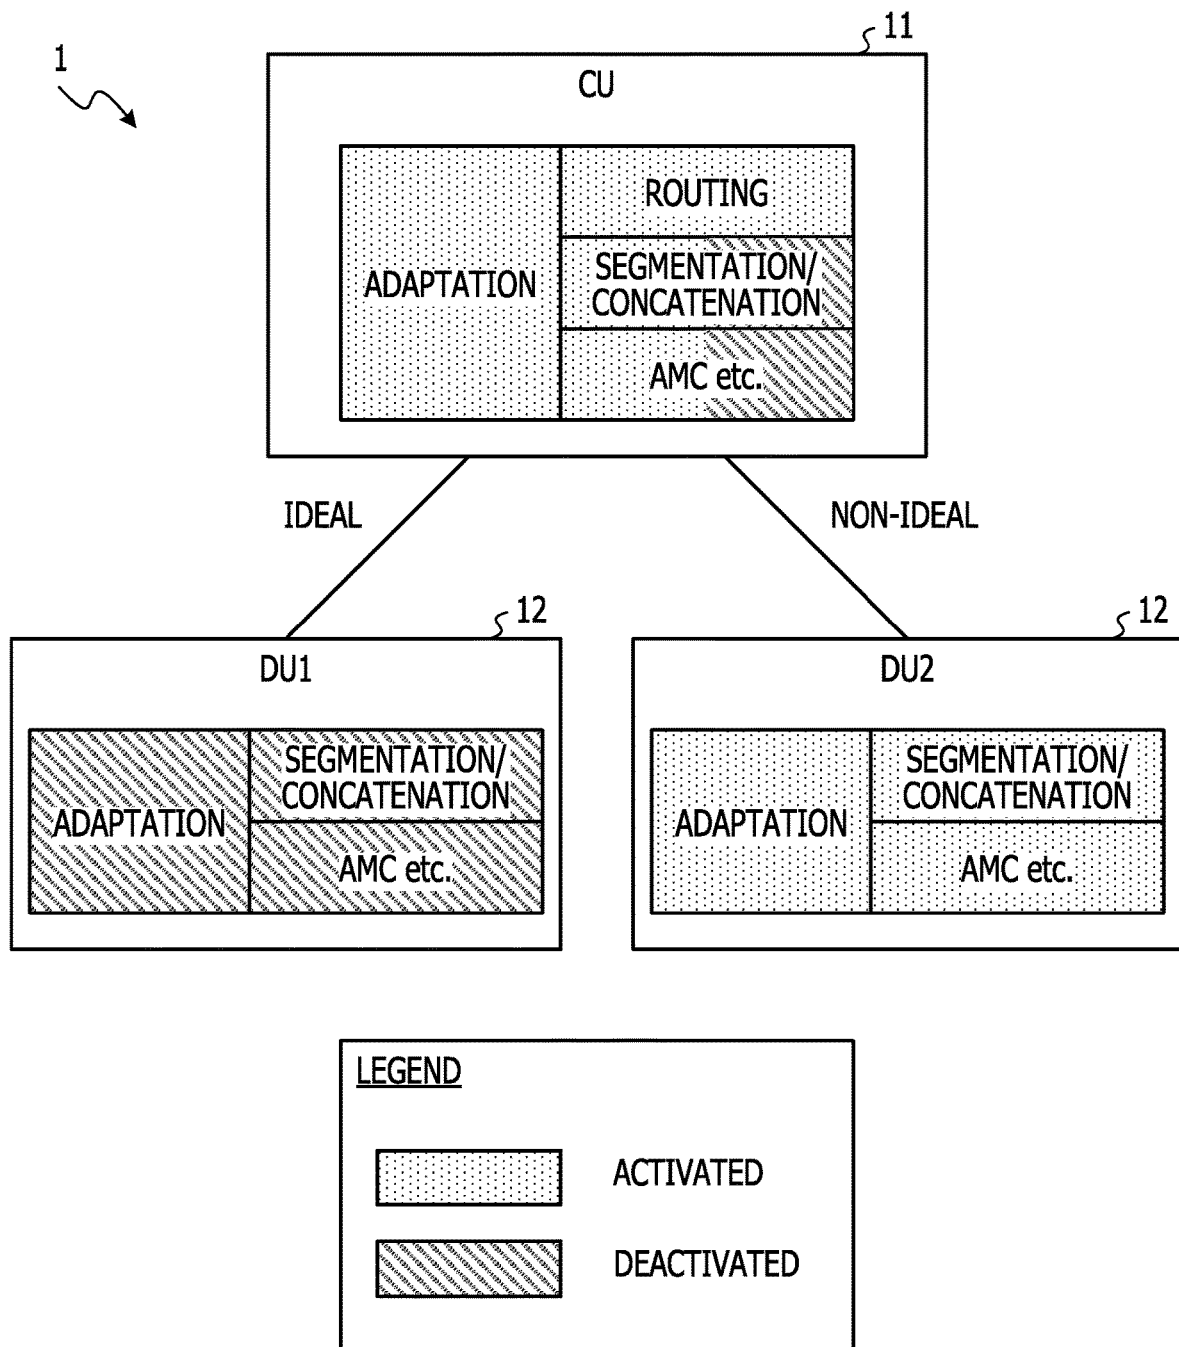 1
11
CU
ADAPTATION
ROUTING
SEGMENTATION/
CONCATENATION
AMC etc.
IDEAL
NON-IDEAL
12
DU1
ADAPTATION
SEGMENTATION/
CONCATENATION
AMC etc.
12
DU2
ADAPTATION
SEGMENTATION/
CONCATENATION
AMC etc.
LEGEND
ACTIVATED
DEACTIVATED